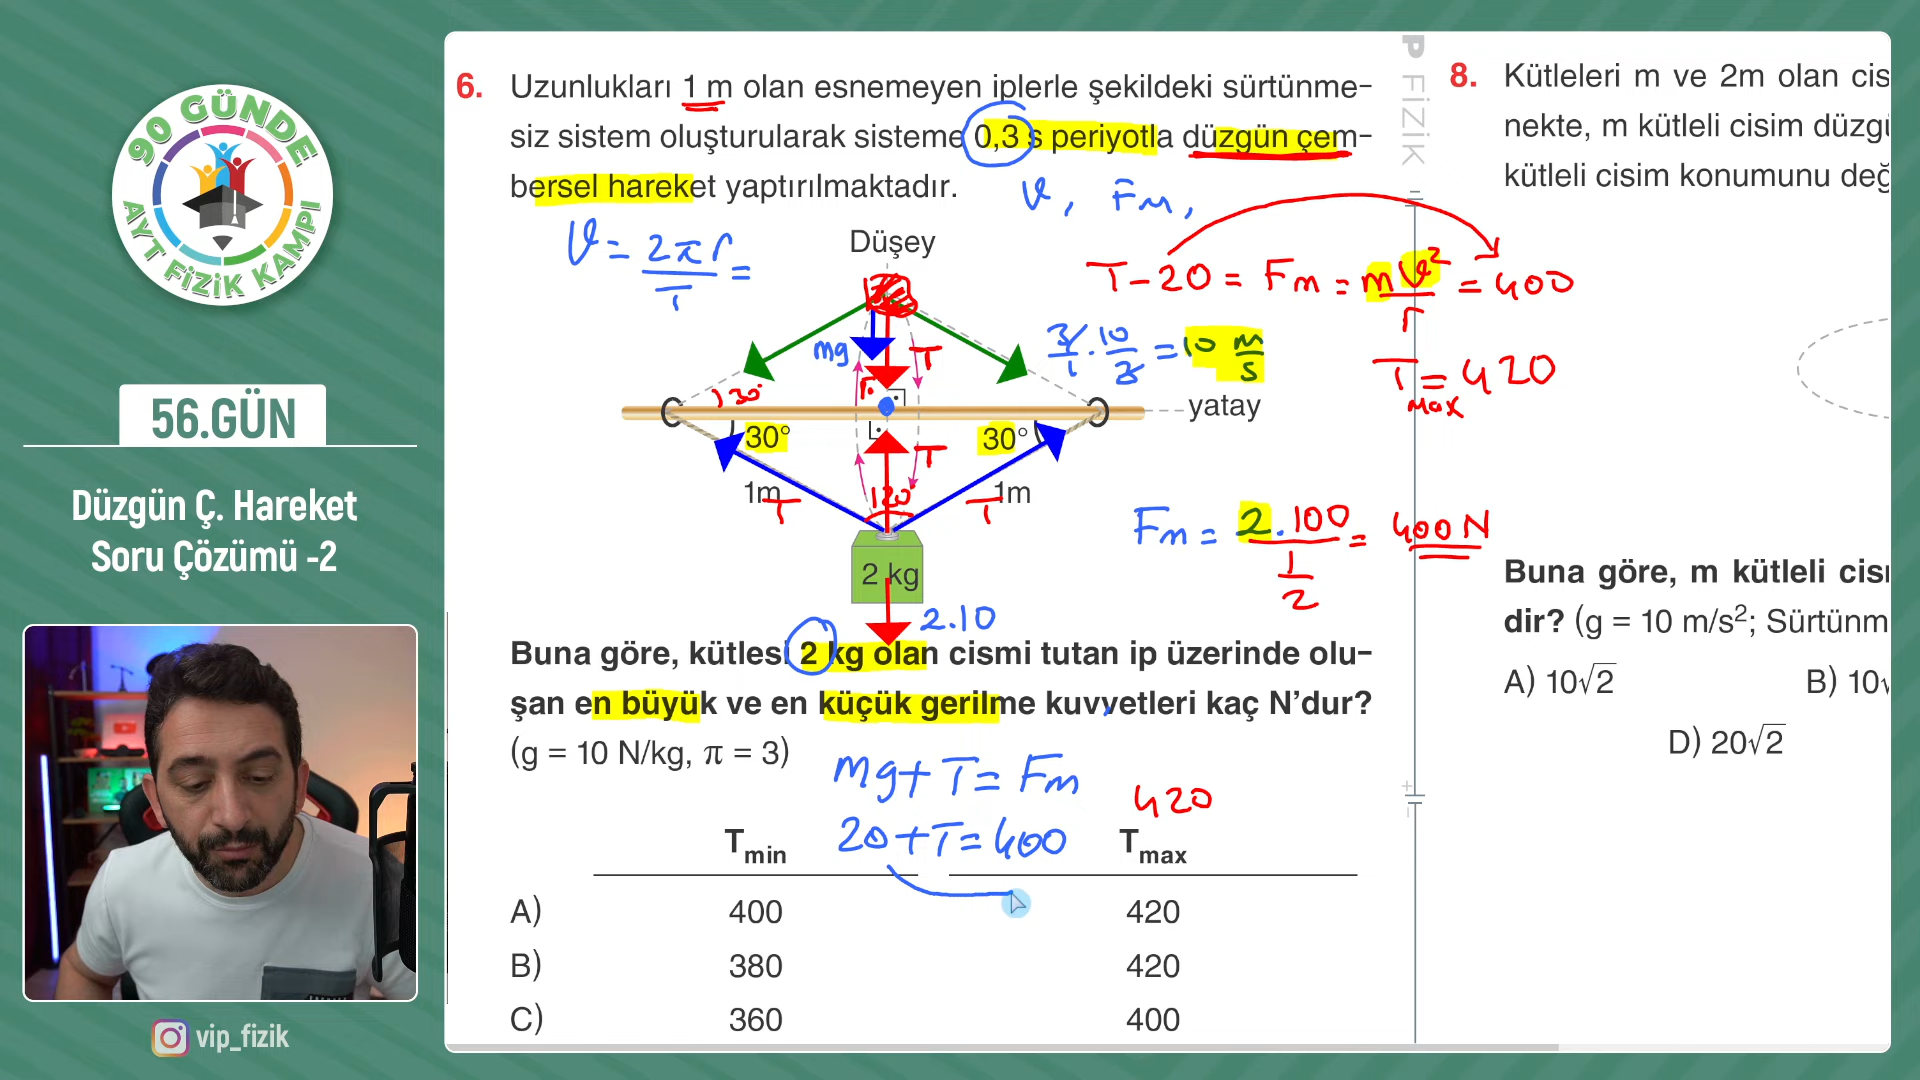 90 GÜNDE
AYT FİZİK KAMPI
56.GÜN
Düzgün Ç. Hareket
Soru Çözümü -2
vip_fizik
6. Uzunlukları 1 m olan esnemeyen iplerle şekildeki sürtünme-
siz sistem oluşturularak sisteme 0,3 s periyotla düzgün çem-
bersel hareket yaptırılmaktadır.
V, Fm,
V = 2πr/T =
Düşey
T-20 = Fm = mV²/r = 400
3/1 . 10/3 = 10 m/s
Tmax = 420
mg
T
r
130°
yatay
30°
30°
T
1m
T
120°
T
1m
2 kg
2.10
Fm = 2.100/(1/2) = 400N
Buna göre, kütlesi 2 kg olan cismi tutan ip üzerinde olu-
şan en büyük ve en küçük gerilme kuvvetleri kaç N'dur?
(g = 10 N/kg, π = 3)
mg+T=Fm
20+T=400
420
Tmin Tmax
A) 400 420
B) 380 420
C) 360 400
P FİZİK
8. Kütleleri m ve 2m olan cis
nekte, m kütleli cisim düzgü
kütleli cisim konumunu değ
Buna göre, m kütleli cisi
dir? (g = 10 m/s²; Sürtünm
A) 10√2 B) 10√
D) 20√2